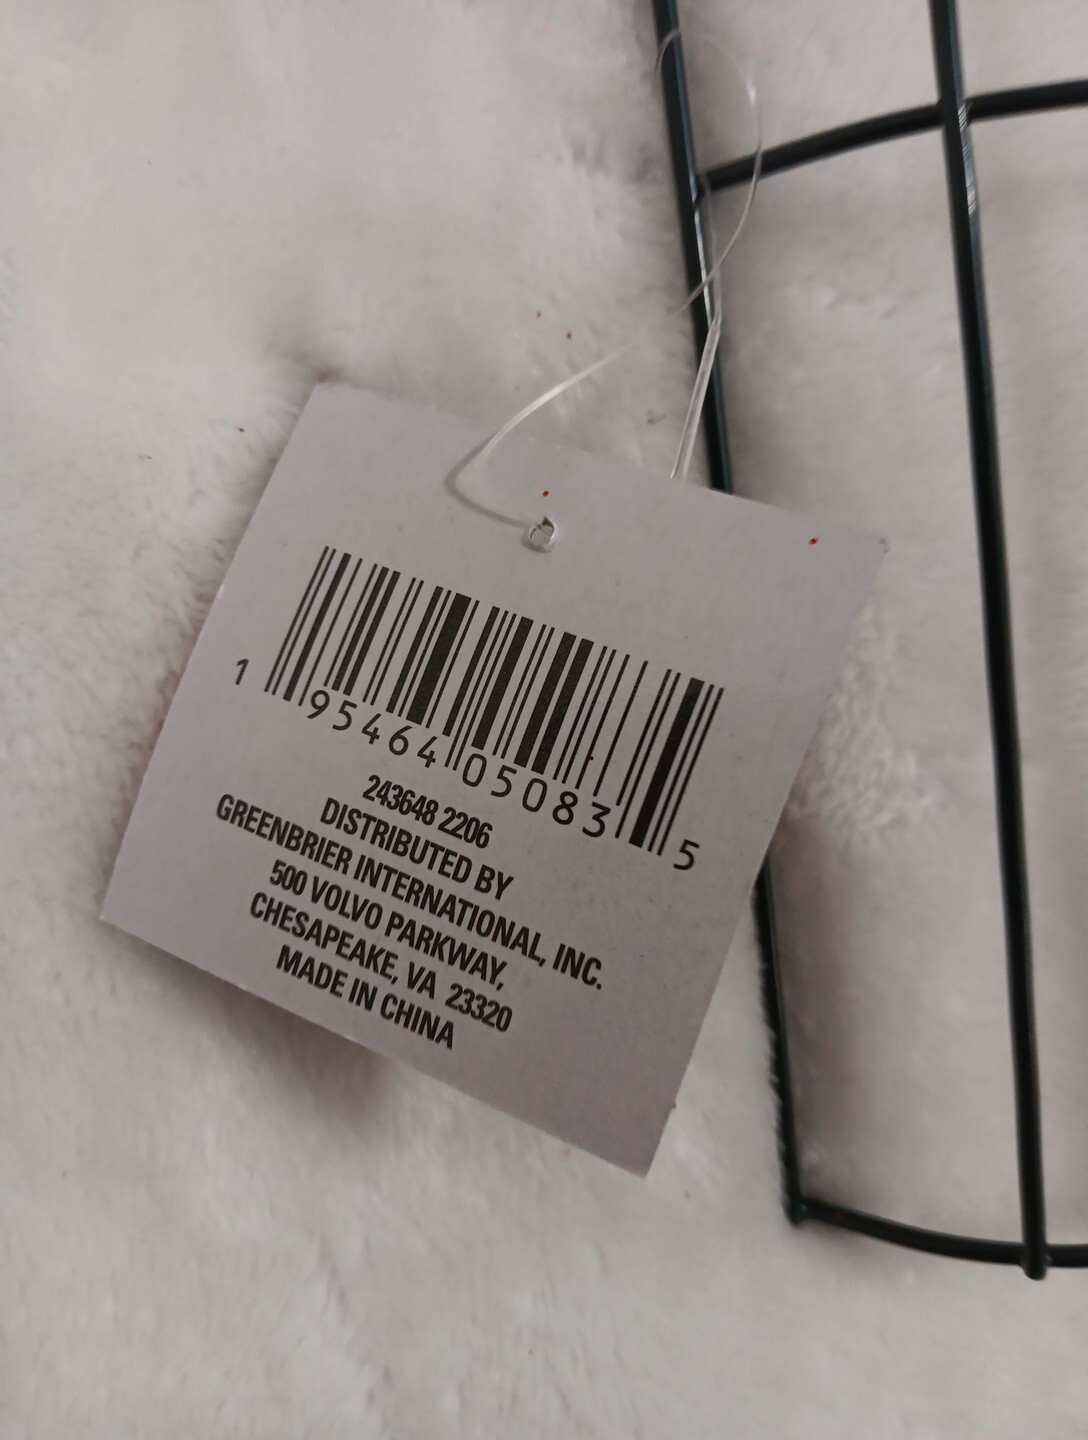 1 95464 05083 5
243648 2206
DISTRIBUTED BY
GREENBRIER INTERNATIONAL, INC.
500 VOLVO PARKWAY,
CHESAPEAKE, VA 23320
MADE IN CHINA